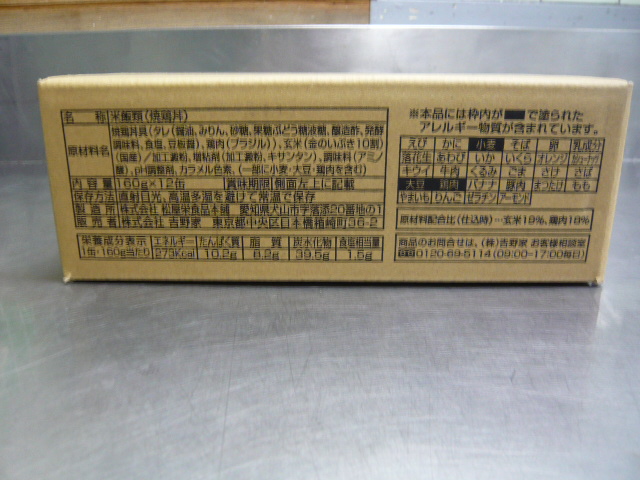 名 称 米飯類(焼鶏丼)
原材料名 焼鶏丼具(タレ(醤油、みりん、砂糖、果糖ぶどう糖液糖、醸造酢、発酵
調味料、食塩、豆板醤)、鶏肉(ブラジル))、玄米(金のいぶき10割)
(国産)/加工澱粉、増粘剤(加工澱粉、キサンタン)、調味料(アミノ
酸)、pH調整剤、カラメル色素、(一部に小麦・大豆・鶏肉を含む)
内容量 160g×12缶 賞味期限 側面左上に記載
保存方法 直射日光、高温多湿を避けて常温で保存
製造所 株式会社 松屋栄食品本舗 愛知県犬山市字落添20番地の1
販売者 株式会社 吉野家 東京都中央区日本橋箱崎町36-2
栄養成分表示 エネルギー たんぱく質 脂質 炭水化物 食塩相当量
1缶・160g当たり 273Kcal 10.2g 8.2g 39.5g 1.5g
※本品には枠内が で塗られた
アレルギー物質が含まれています。
えび かに 小麦 そば 卵 乳成分
落花生 あわび いか いくら オレンジ カシューナッツ
キウイ 牛肉 くるみ ごま さけ さば
大豆 鶏肉 バナナ 豚肉 まつたけ もも
やまいも りんご ゼラチン アーモンド
原材料配合比(仕込時)…玄米19%、鶏肉18%
商品のお問合せは、(株)吉野家 お客様相談室
0120-69-5114(09:00~17:00毎日)